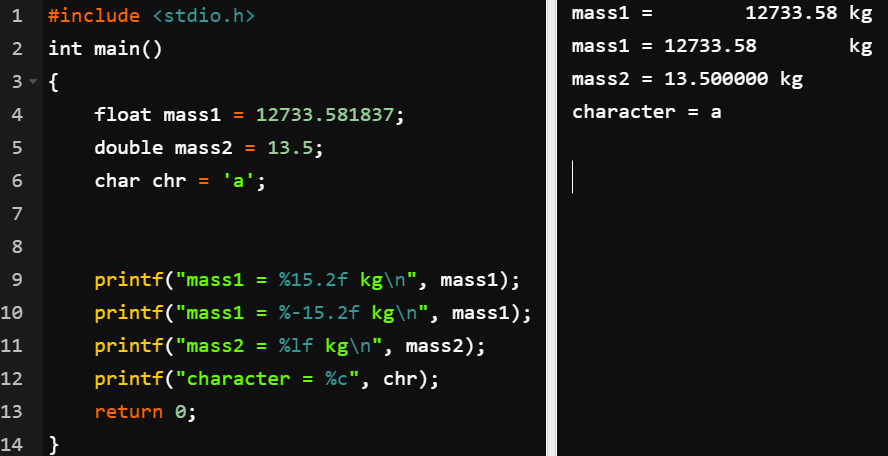 1 #include <stdio.h>
2 int main()
3 {
4     float mass1 = 12733.581837;
5     double mass2 = 13.5;
6     char chr = 'a';
7
8
9     printf("mass1 = %15.2f kg\n", mass1);
10     printf("mass1 = %-15.2f kg\n", mass1);
11     printf("mass2 = %lf kg\n", mass2);
12     printf("character = %c", chr);
13     return 0;
14 }
mass1 =        12733.58 kg
mass1 = 12733.58        kg
mass2 = 13.500000 kg
character = a